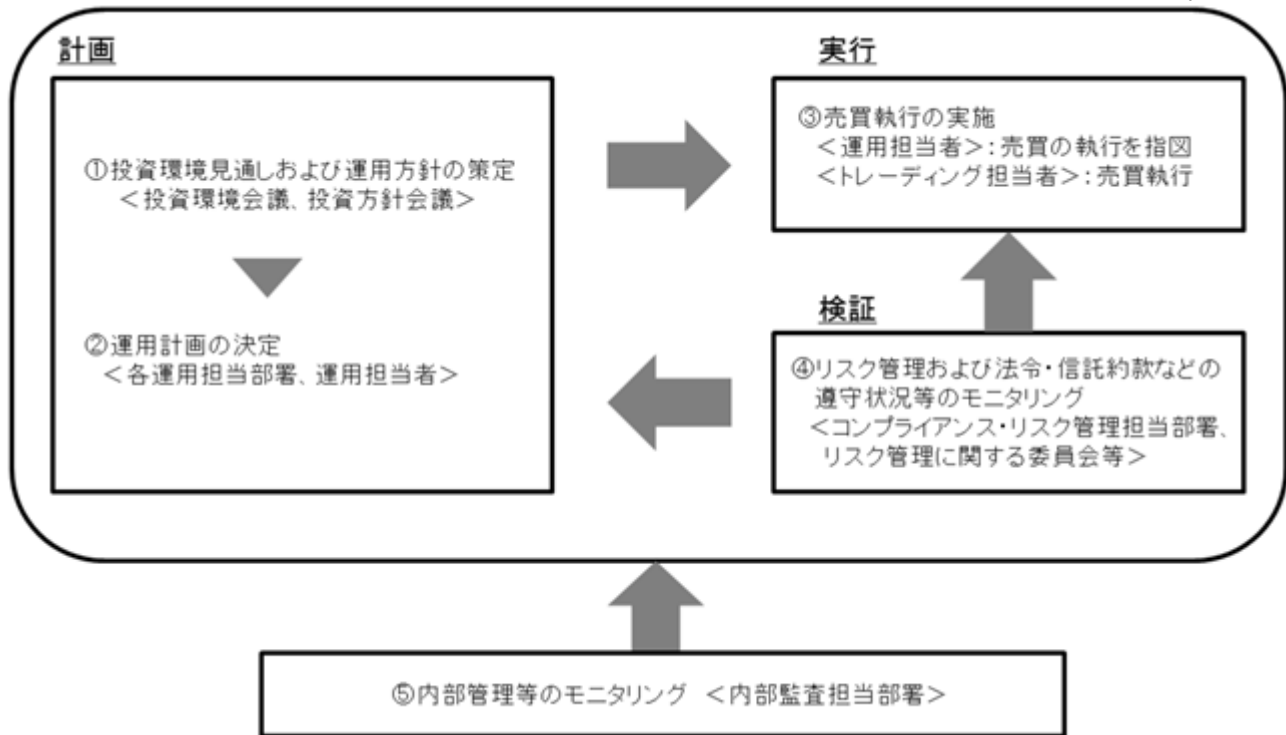 計画
①投資環境見通しおよび運用方針の策定
＜投資環境会議、投資方針会議＞
②運用計画の決定
＜各運用担当部署、運用担当者＞
実行
③売買執行の実施
＜運用担当者＞：売買の執行を指図
＜トレーディング担当者＞：売買執行
検証
④リスク管理および法令・信託約款などの
遵守状況等のモニタリング
＜コンプライアンス・リスク管理担当部署、
リスク管理に関する委員会等＞
⑤内部管理等のモニタリング ＜内部監査担当部署＞